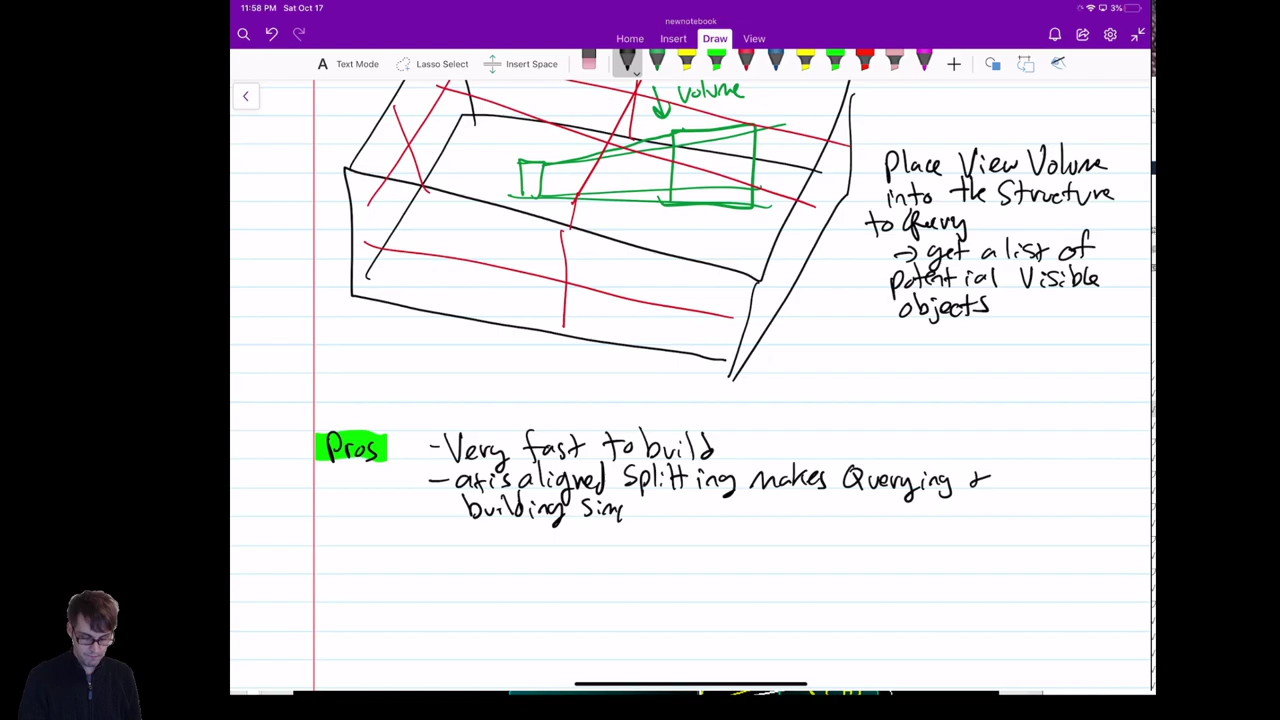 11:58 PM Sat Oct 17
3%
newnotebook
Home Insert Draw View
A Text Mode Lasso Select Insert Space
Volume
Place View Volume
into the Structure
to Query
→ get a list of
potential Visible
objects
Pros
- Very fast to build
- axis aligned Splitting makes Querying +
building simp